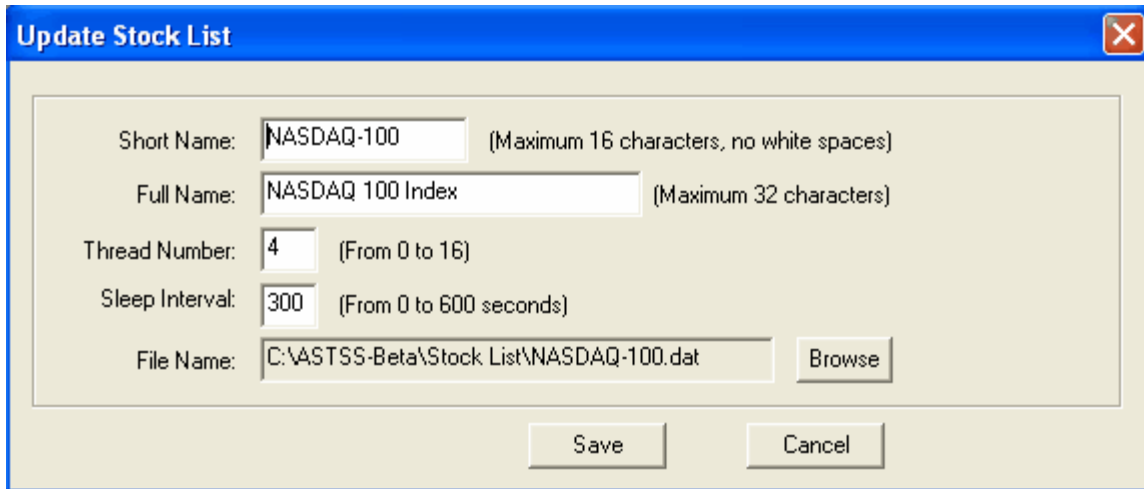 Update Stock List
Short Name: NASDAQ-100 (Maximum 16 characters, no white spaces)
Full Name: NASDAQ 100 Index (Maximum 32 characters)
Thread Number: 4 (From 0 to 16)
Sleep Interval: 300 (From 0 to 600 seconds)
File Name: C:\ASTSS-Beta\Stock List\NASDAQ-100.dat Browse
Save Cancel